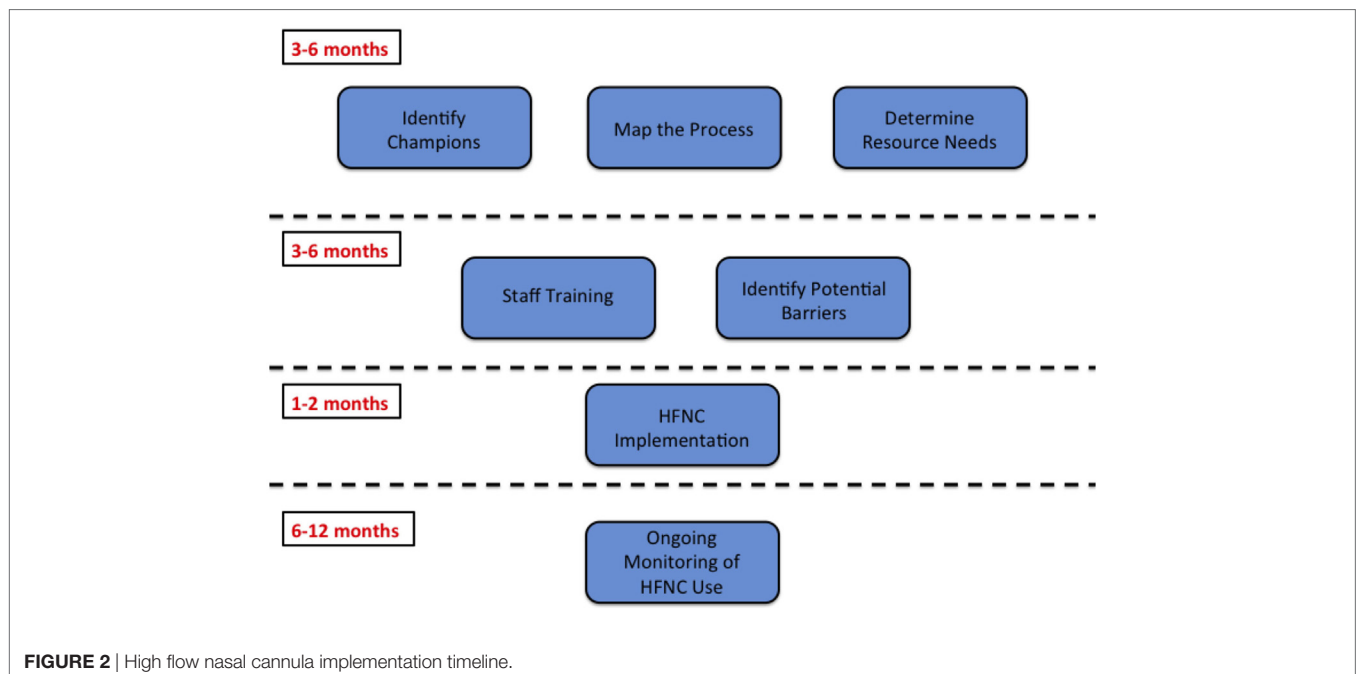 3-6 months
Identify
Champions
Map the Process
Determine
Resource Needs
3-6 months
Staff Training
Identify Potential
Barriers
1-2 months
HFNC
Implementation
6-12 months
Ongoing
Monitoring of
HFNC Use
FIGURE 2 | High flow nasal cannula implementation timeline.